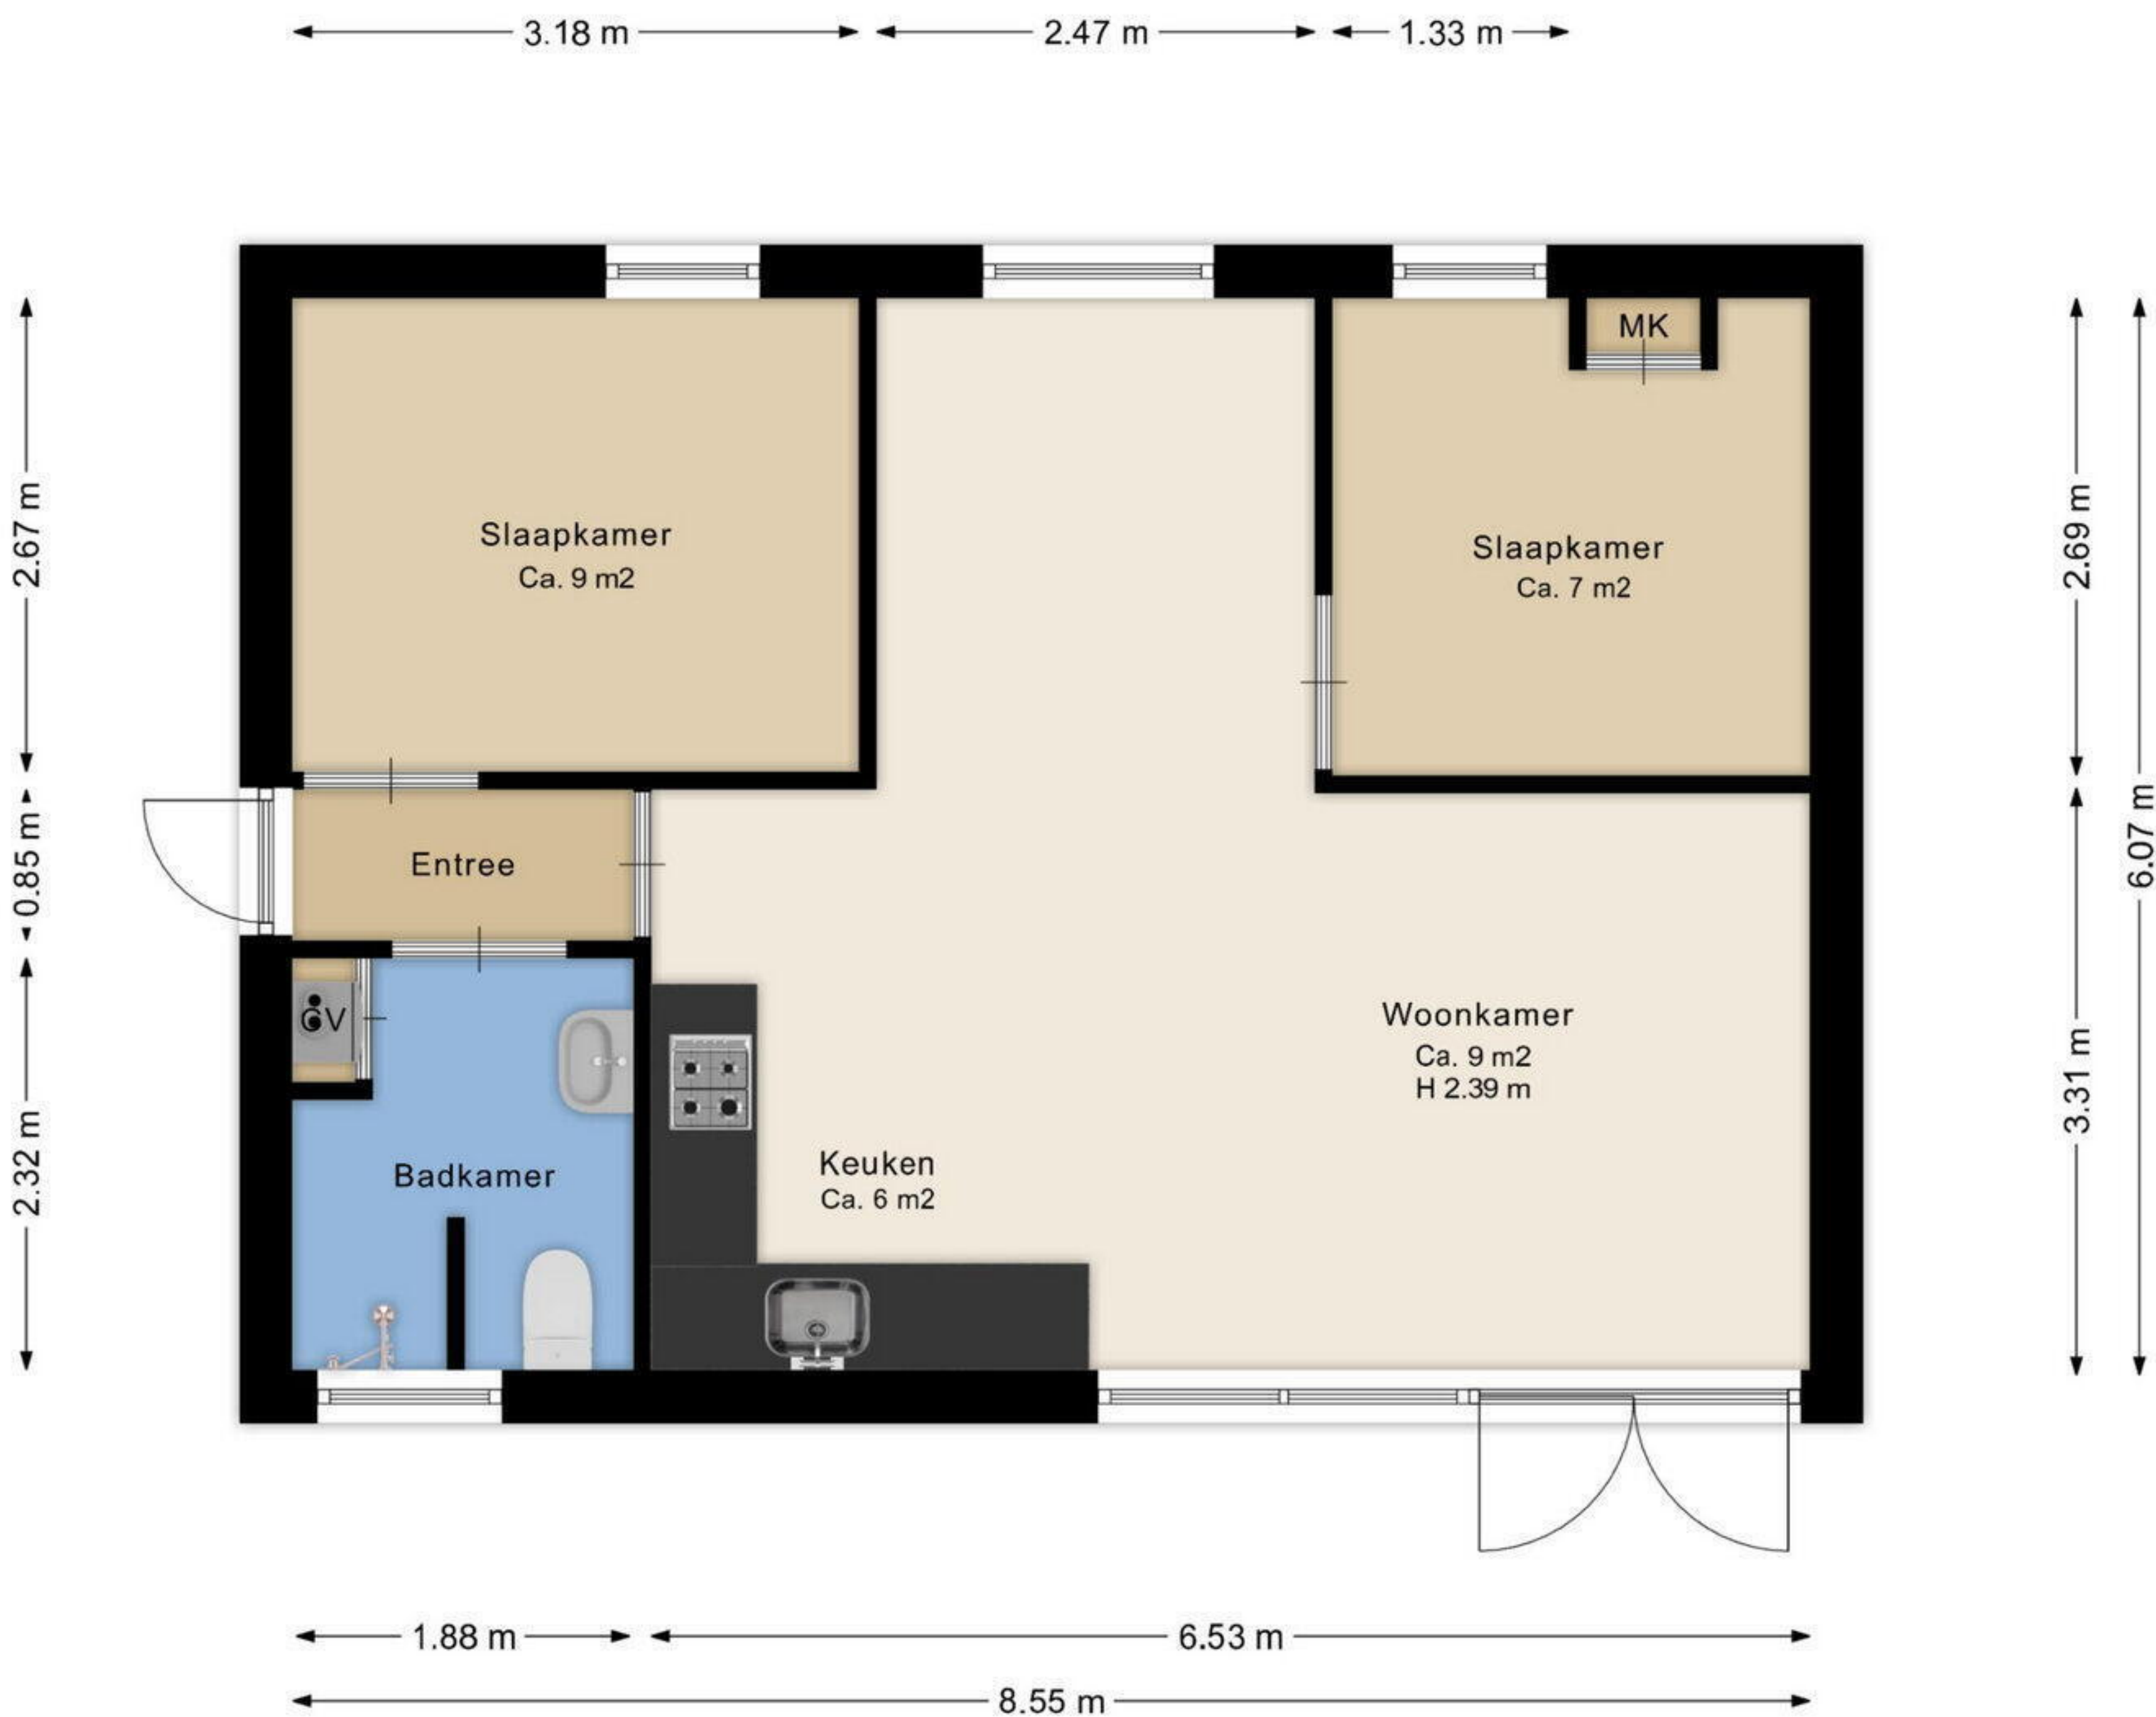 3.18 m
2.47 m
1.33 m
MK
2.67 m
Slaapkamer
Ca. 9 m2
Slaapkamer
Ca. 7 m2
2.69 m
0.85 m
Entree
6.07 m
CV
Woonkamer
Ca. 9 m2
H 2.39 m
3.31 m
2.32 m
Badkamer
Keuken
Ca. 6 m2
1.88 m
6.53 m
8.55 m